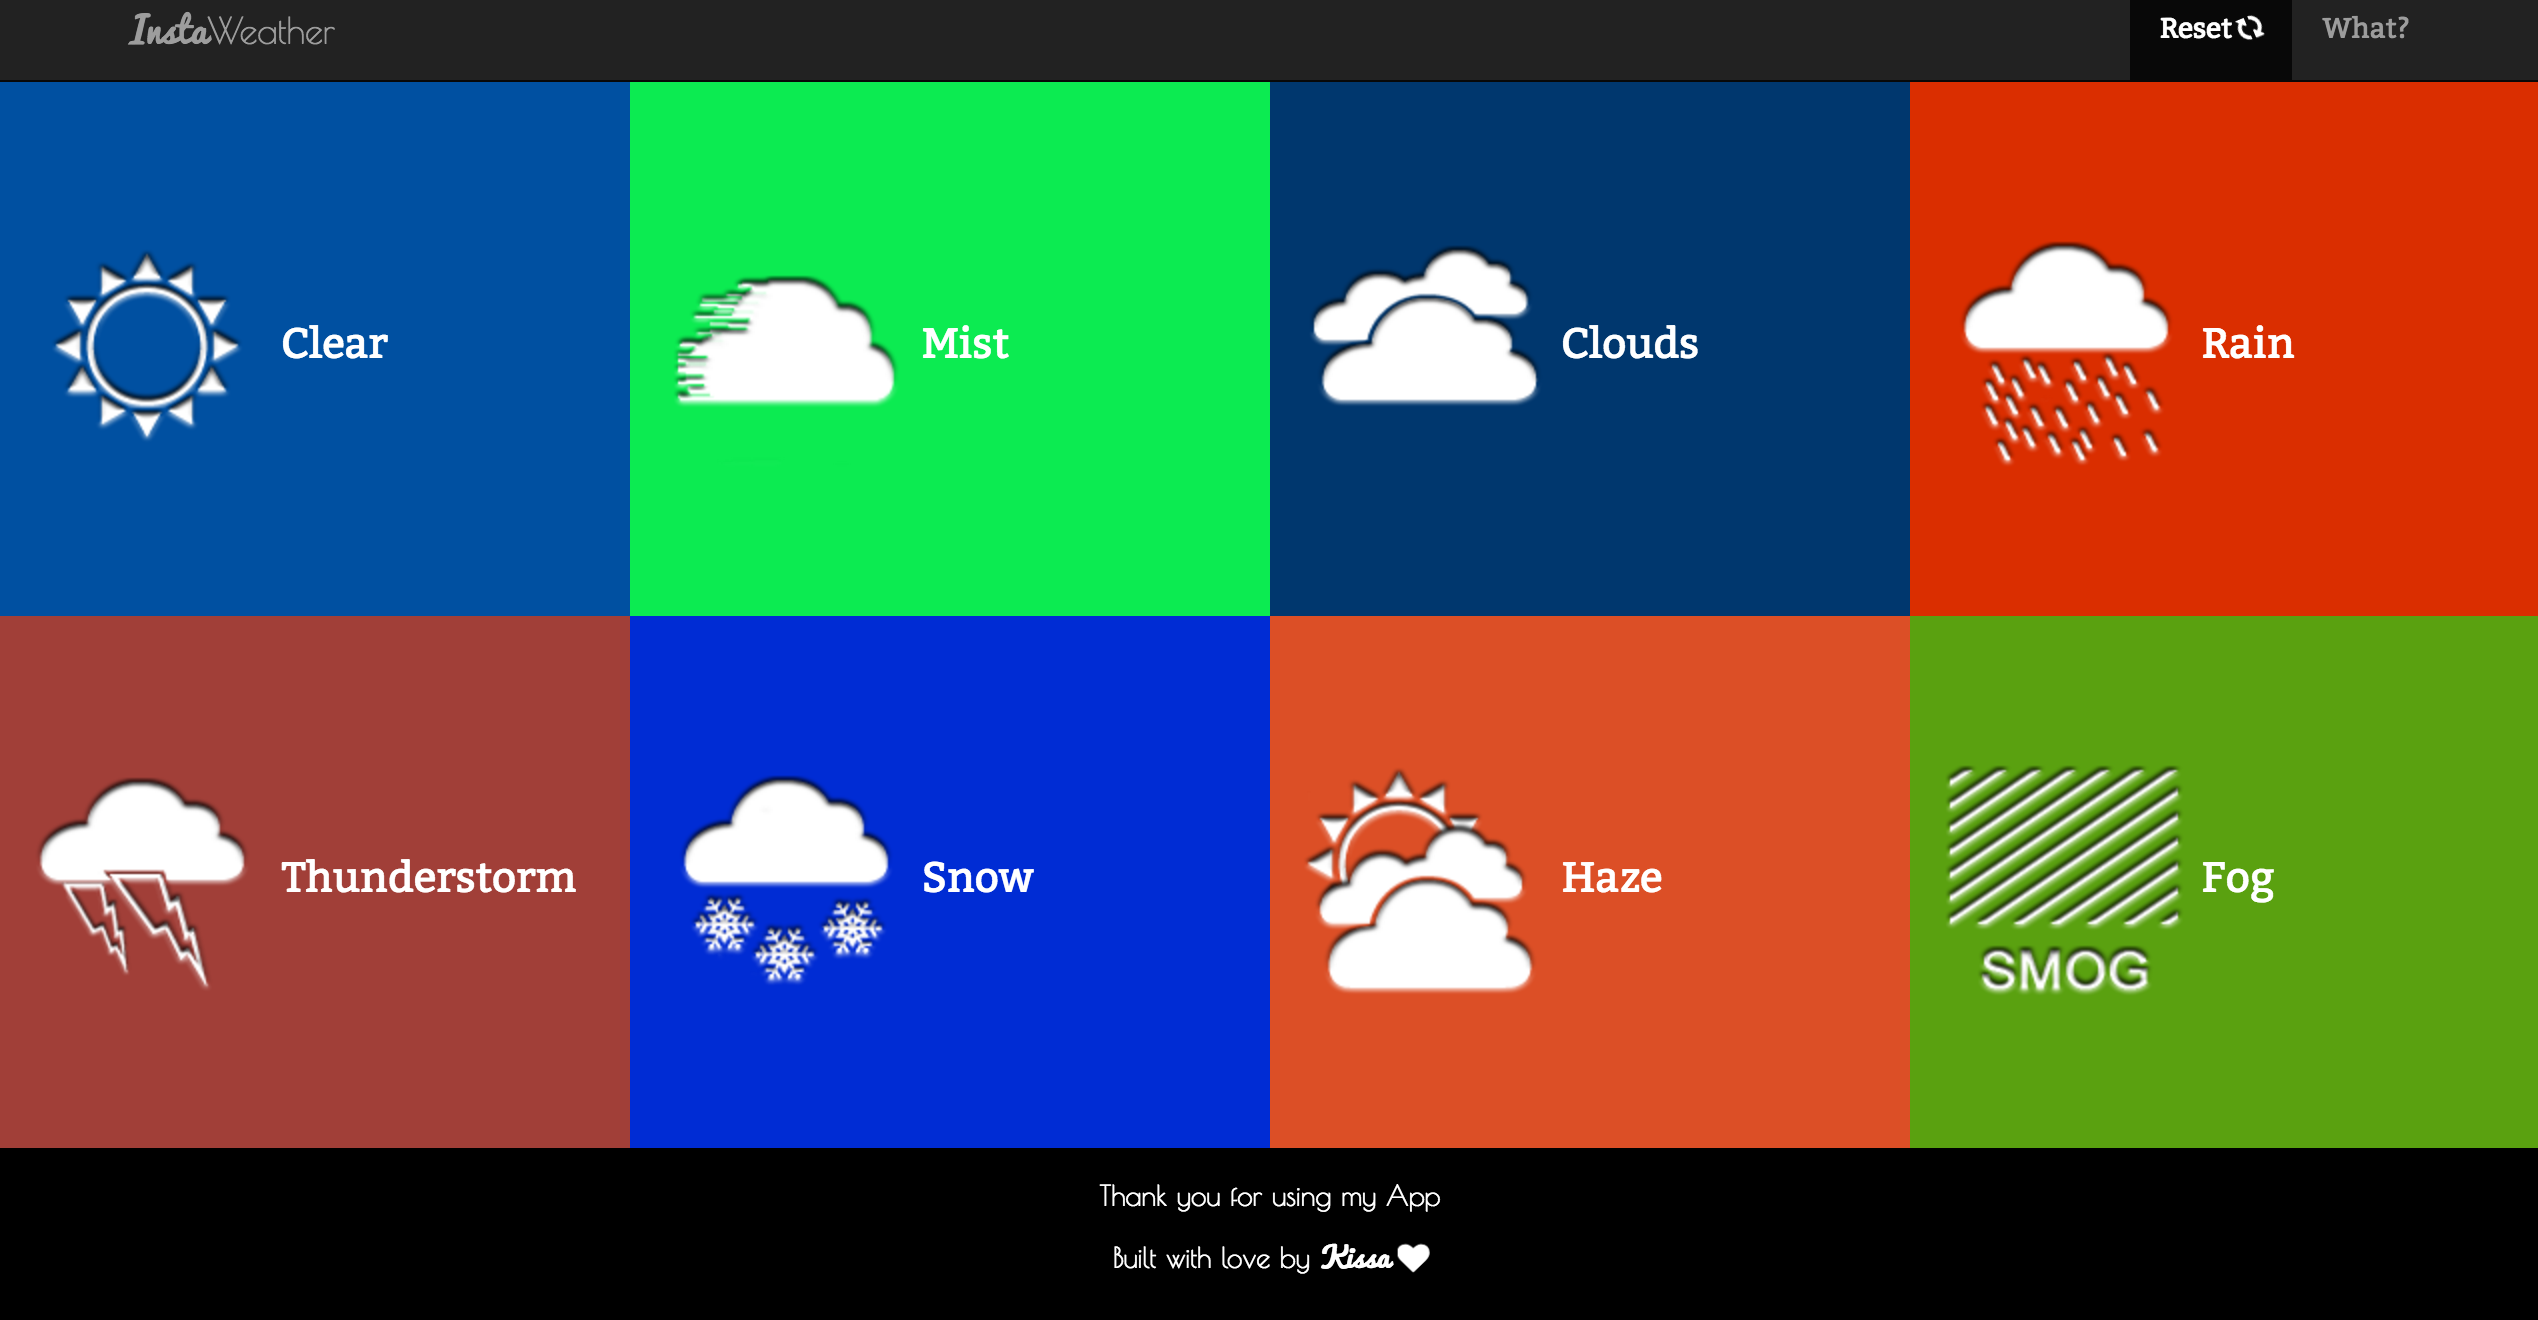 InstaWeather
Reset
What?
Clear
Mist
Clouds
Rain
Thunderstorm
Snow
Haze
Fog
SMOG
Thank you for using my App
Built with love by Kissa